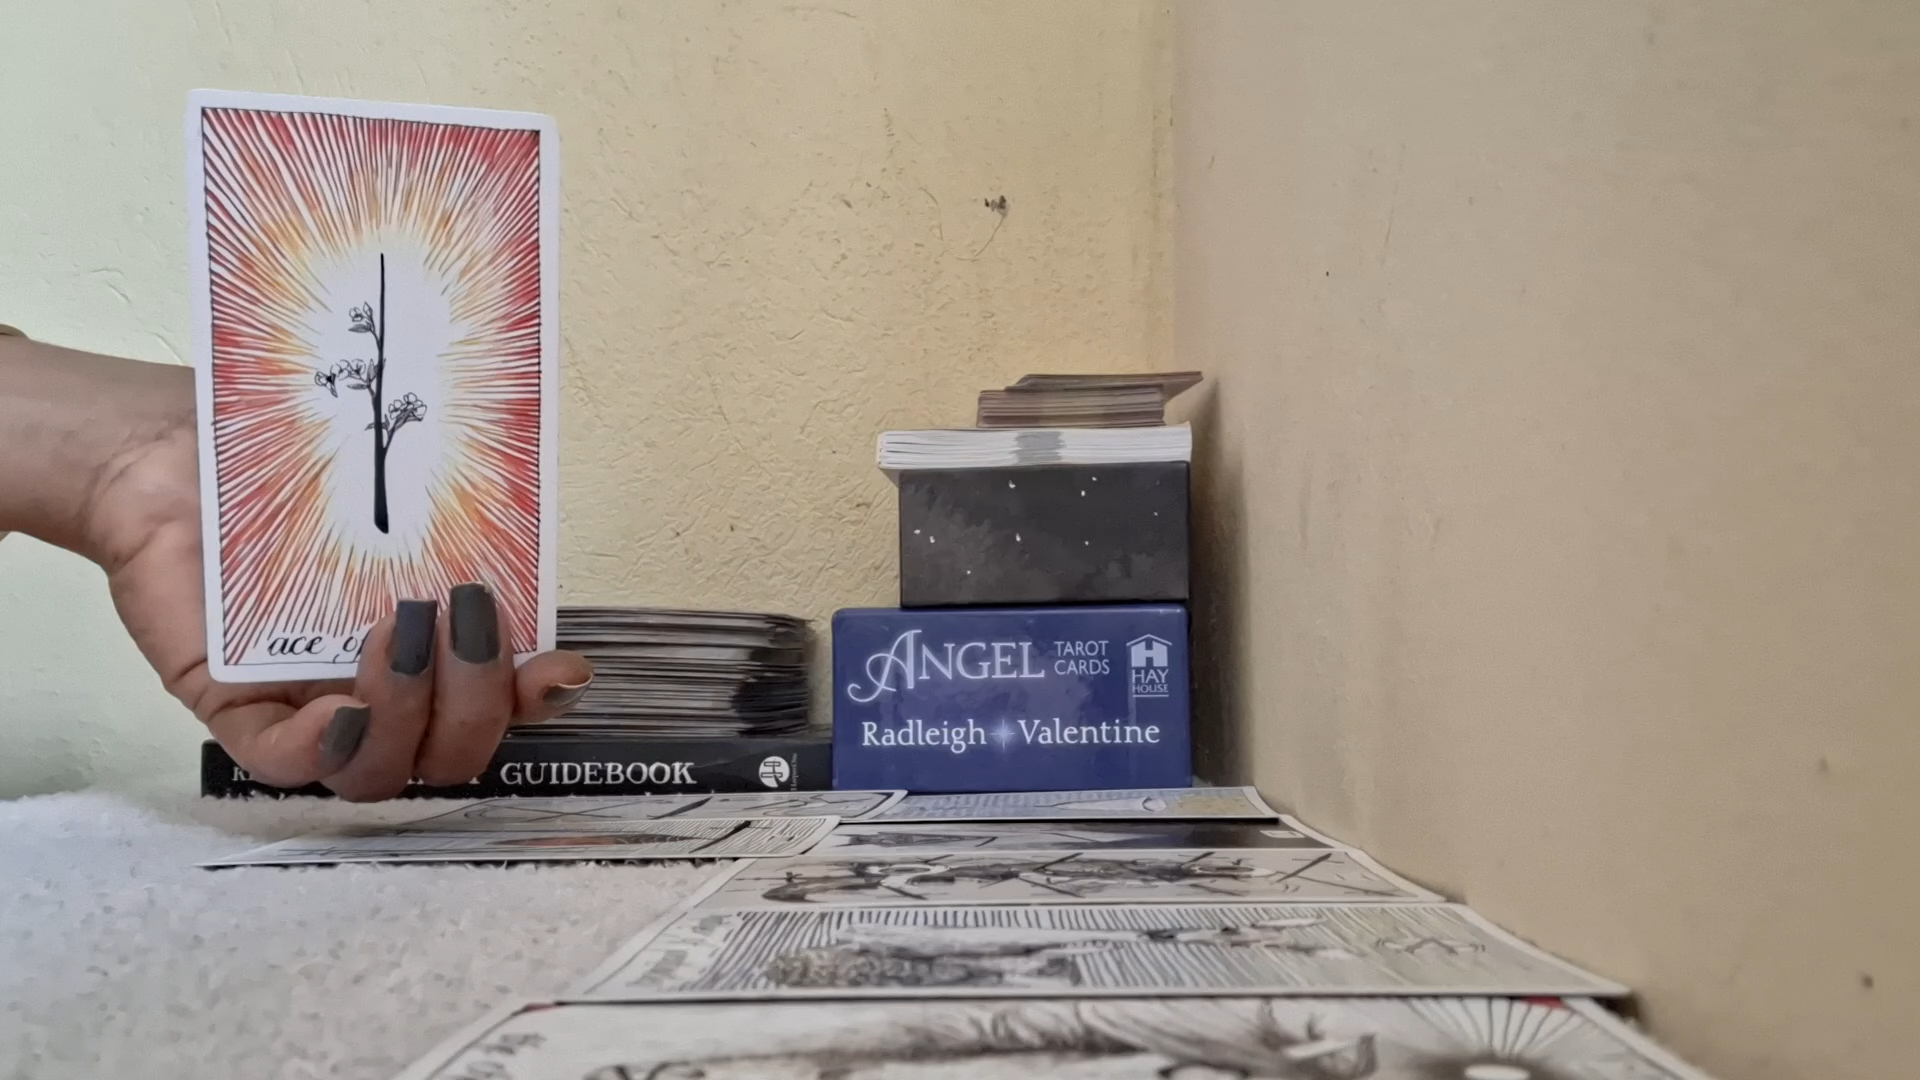 ace of
ANGEL
TAROT
CARDS
HAY
HOUSE
Radleigh Valentine
GUIDEBOOK